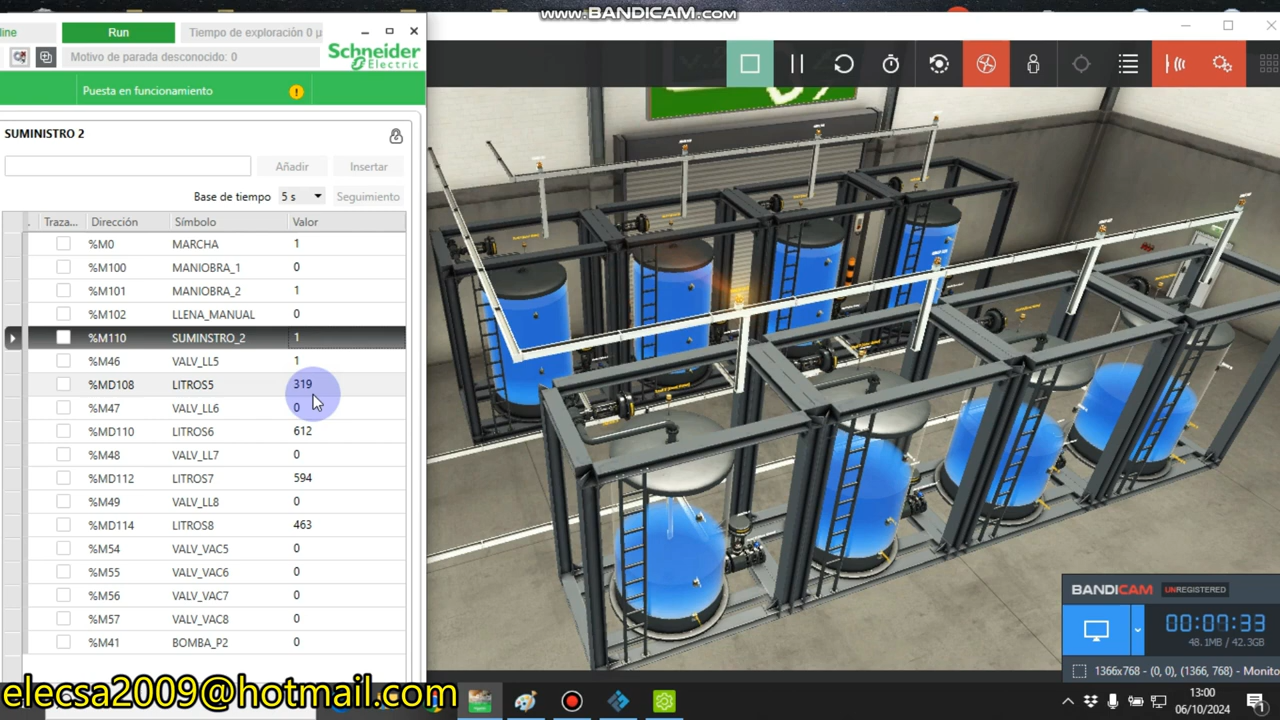 www.BANDICAM.com
line
Run
Tiempo de exploración 0 µ
Motivo de parada desconocido: 0
Schneider
Electric
Puesta en funcionamiento
SUMINISTRO 2
Añadir
Insertar
Base de tiempo
5 s
Seguimiento
Traza...
Dirección
Símbolo
Valor
%M0 MARCHA 1
%M100 MANIOBRA_1 0
%M101 MANIOBRA_2 1
%M102 LLENA_MANUAL 0
%M110 SUMINSTRO_2 1
%M46 VALV_LL5 1
%MD108 LITROS5 319
%M47 VALV_LL6 0
%MD110 LITROS6 612
%M48 VALV_LL7 0
%MD112 LITROS7 594
%M49 VALV_LL8 0
%MD114 LITROS8 463
%M54 VALV_VAC5 0
%M55 VALV_VAC6 0
%M56 VALV_VAC7 0
%M57 VALV_VAC8 0
%M41 BOMBA_P2 0
BANDICAM UNREGISTERED
00:07:33
48.1MB / 42.3GB
1366x768 - (0, 0), (1366, 768) - Monito
elecsa2009@hotmail.com
13:00
06/10/2024
1